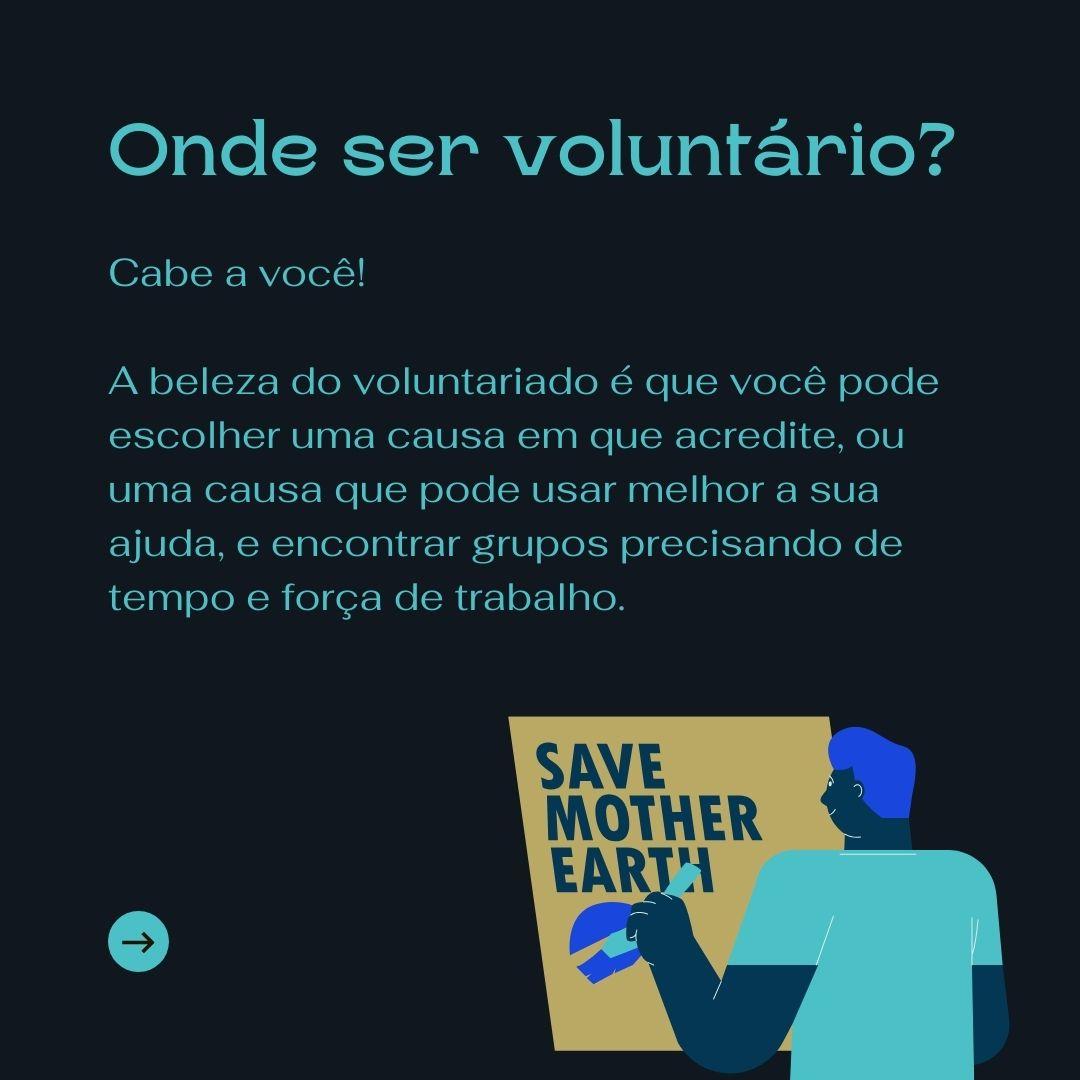 Onde ser voluntário?
Cabe a você!
A beleza do voluntariado é que você pode
escolher uma causa em que acredite, ou
uma causa que pode usar melhor a sua
ajuda, e encontrar grupos precisando de
tempo e força de trabalho.
SAVE
MOTHER
EARTH